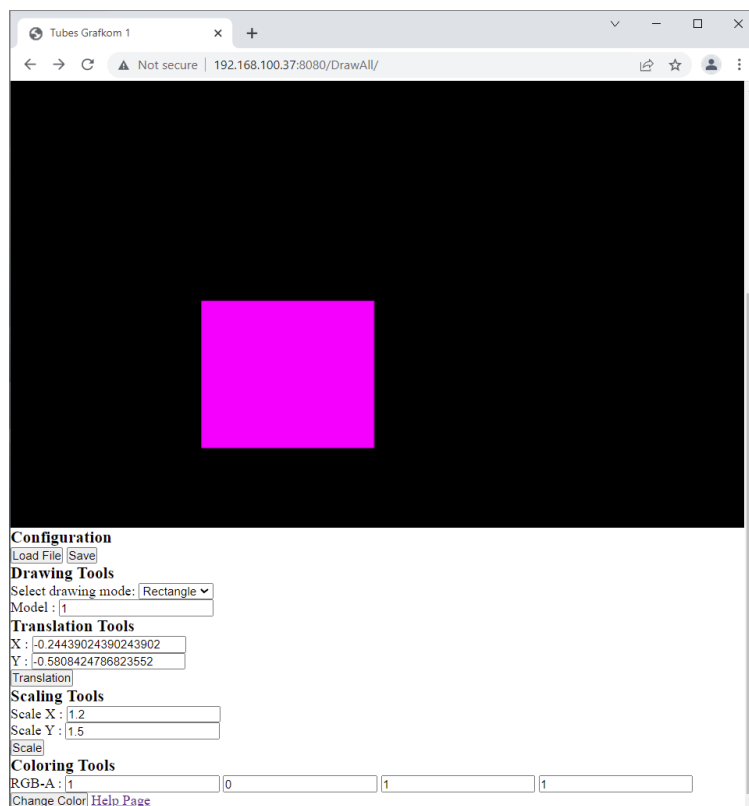 Tubes Grafkom 1
Not secure 192.168.100.37:8080/DrawAll/
Configuration
Load File Save
Drawing Tools
Select drawing mode: Rectangle
Model : 1
Translation Tools
X : -0.24439024390243902
Y : -0.5808424786823552
Translation
Scaling Tools
Scale X : 1.2
Scale Y : 1.5
Scale
Coloring Tools
RGB-A : 1 0 1 1
Change Color Help Page